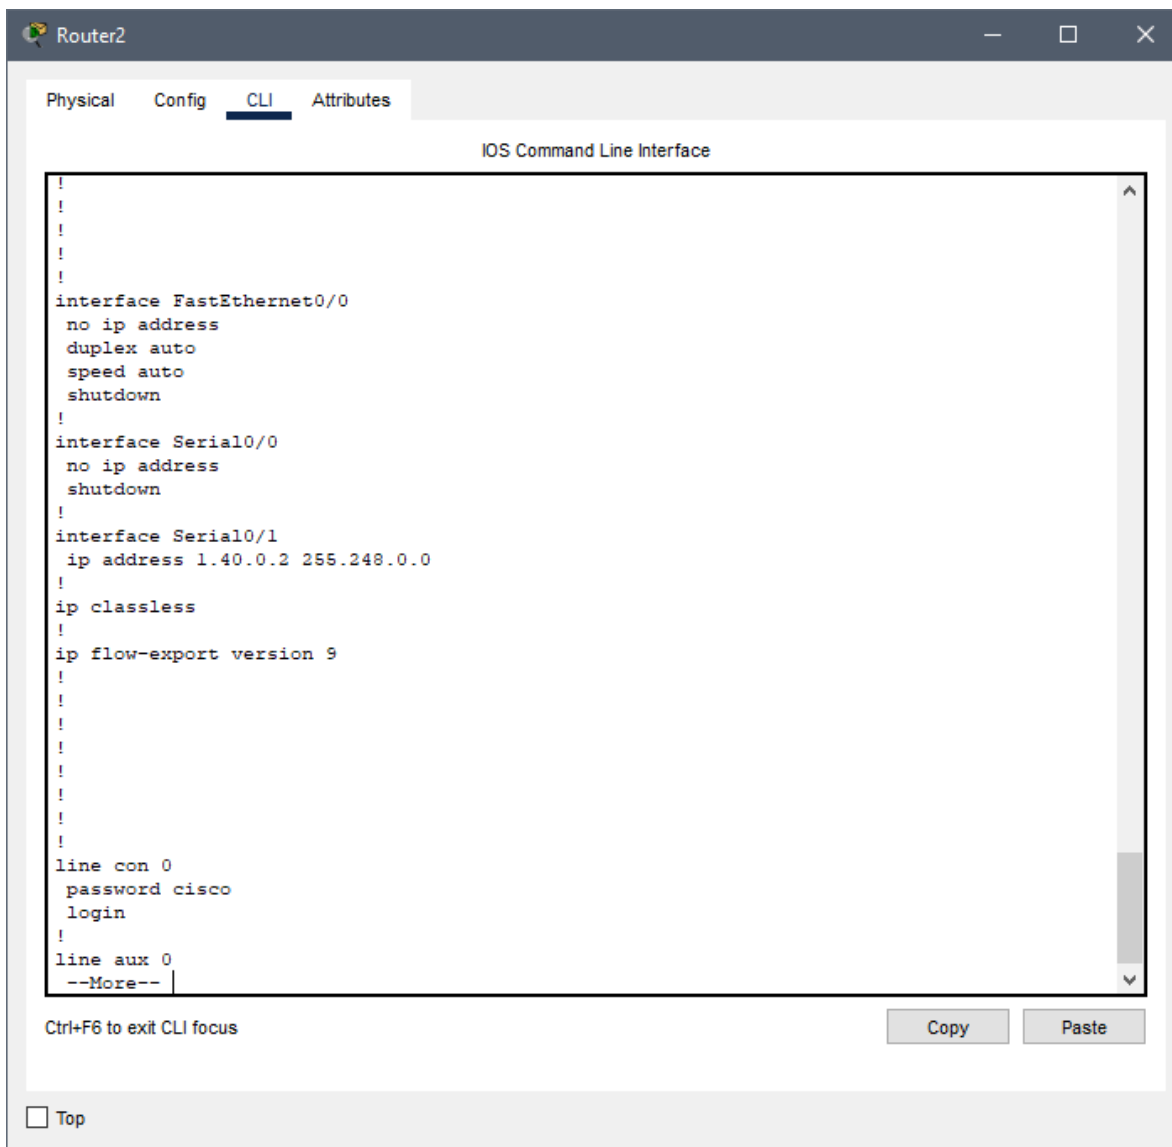 Router2
Physical Config CLI Attributes
IOS Command Line Interface
!
!
!
!
!
interface FastEthernet0/0
 no ip address
 duplex auto
 speed auto
 shutdown
!
interface Serial0/0
 no ip address
 shutdown
!
interface Serial0/1
 ip address 1.40.0.2 255.248.0.0
!
ip classless
!
ip flow-export version 9
!
!
!
!
!
!
!
!
line con 0
 password cisco
 login
!
line aux 0
 --More--
Ctrl+F6 to exit CLI focus
Copy Paste
Top